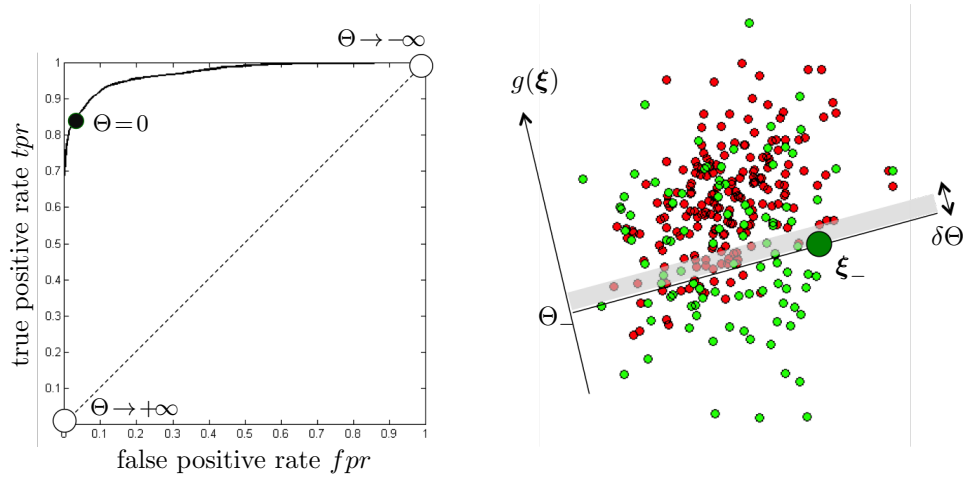 Θ → −∞
1
0.9
0.8
0.7
0.6
0.5
0.4
0.3
0.2
0.1
Θ = 0
Θ → +∞
0 0.1 0.2 0.3 0.4 0.5 0.6 0.7 0.8 0.9 1
true positive rate tpr
false positive rate fpr
g(ξ)
δΘ
ξ₋
Θ₋